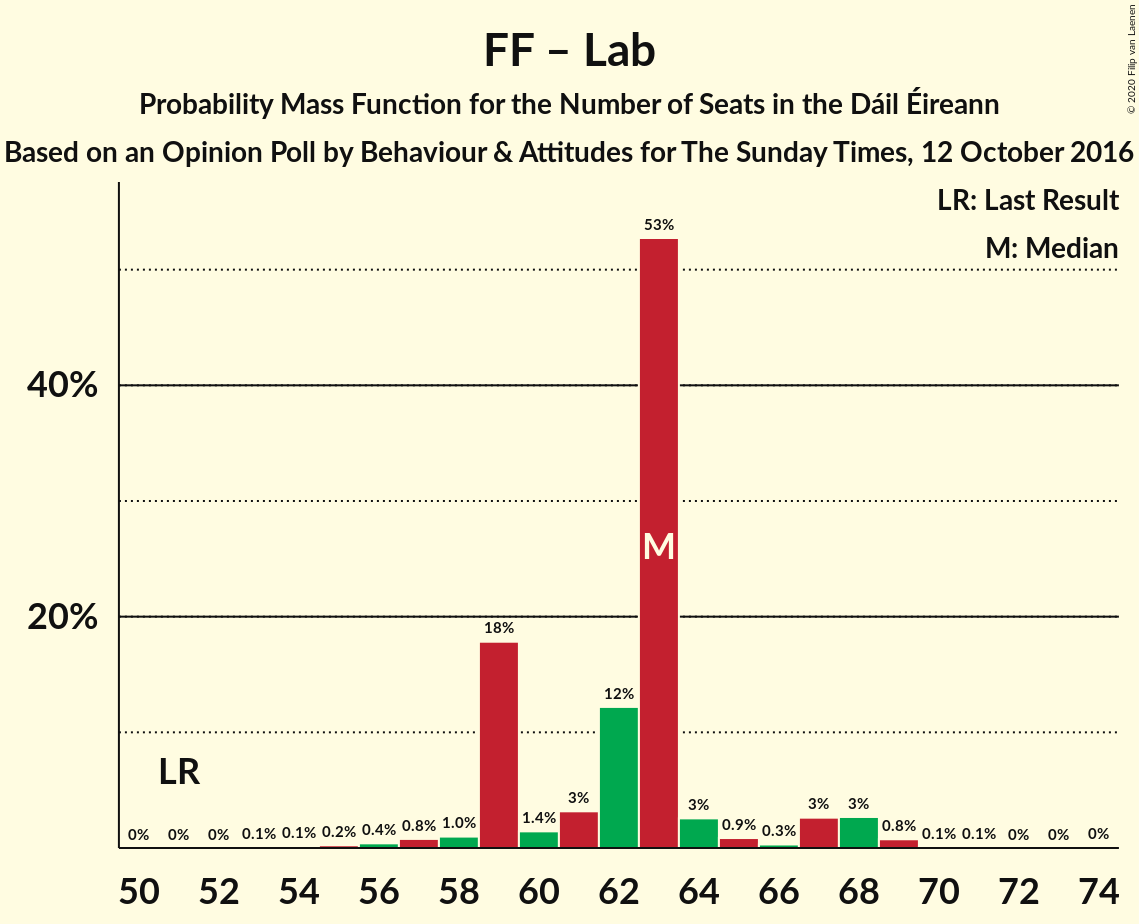 FF – Lab
Probability Mass Function for the Number of Seats in the Dáil Éireann
Based on an Opinion Poll by Behaviour & Attitudes for The Sunday Times, 12 October 2016
© 2020 Filip van Laenen
LR: Last Result
M: Median
53%
40%
M
20%
18%
12%
LR
0% 0% 0% 0.1% 0.1% 0.2% 0.4% 0.8% 1.0% 1.4% 3% 3% 0.9% 0.3% 3% 3% 0.8% 0.1% 0.1% 0% 0% 0%
50 52 54 56 58 60 62 64 66 68 70 72 74